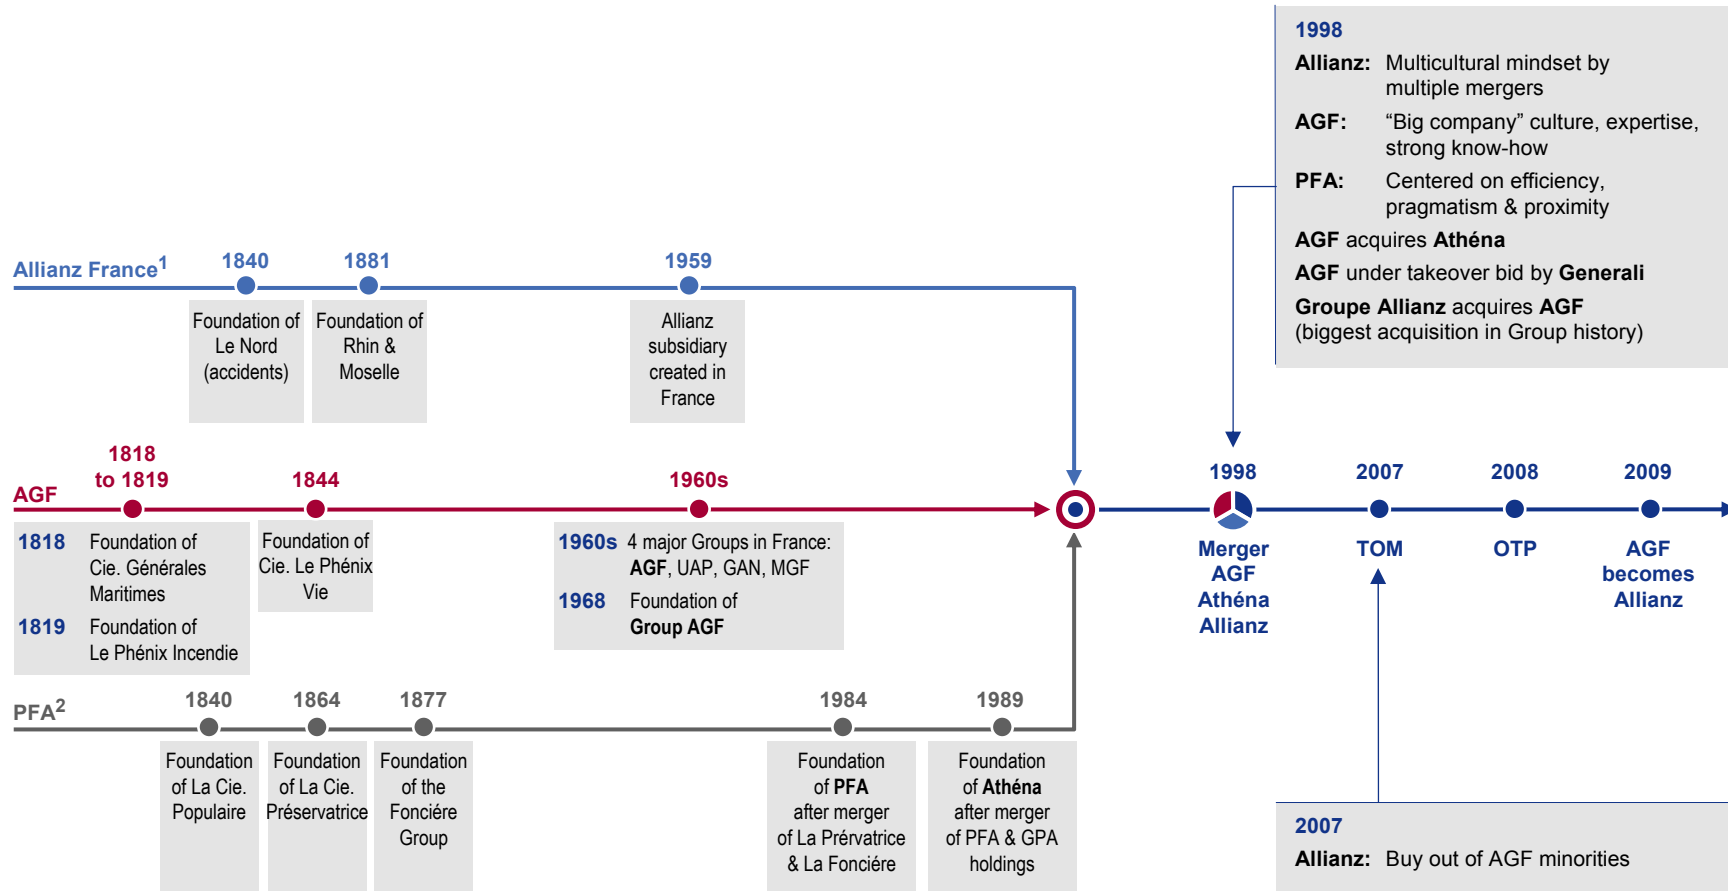 1998
Allianz: Multicultural mindset by
multiple mergers
AGF: “Big company” culture, expertise,
strong know-how
PFA: Centered on efficiency,
pragmatism & proximity
AGF acquires Athéna
AGF under takeover bid by Generali
Groupe Allianz acquires AGF
(biggest acquisition in Group history)
Allianz France1
1840
Foundation of
Le Nord
(accidents)
1881
Foundation of
Rhin &
Moselle
1959
Allianz
subsidiary
created in
France
AGF
1818
to 1819
1818 Foundation of
Cie. Générales
Maritimes
1819 Foundation of
Le Phénix Incendie
1844
Foundation of
Cie. Le Phénix
Vie
1960s
1960s 4 major Groups in France:
AGF, UAP, GAN, MGF
1968 Foundation of
Group AGF
1998
Merger
AGF
Athéna
Allianz
2007
TOM
2008
OTP
2009
AGF
becomes
Allianz
PFA2
1840
Foundation
of La Cie.
Populaire
1864
Foundation
of La Cie.
Préservatrice
1877
Foundation
of the
Fonciére
Group
1984
Foundation
of PFA
after merger
of La Prérvatrice
& La Fonciére
1989
Foundation
of Athéna
after merger
of PFA & GPA
holdings
2007
Allianz: Buy out of AGF minorities